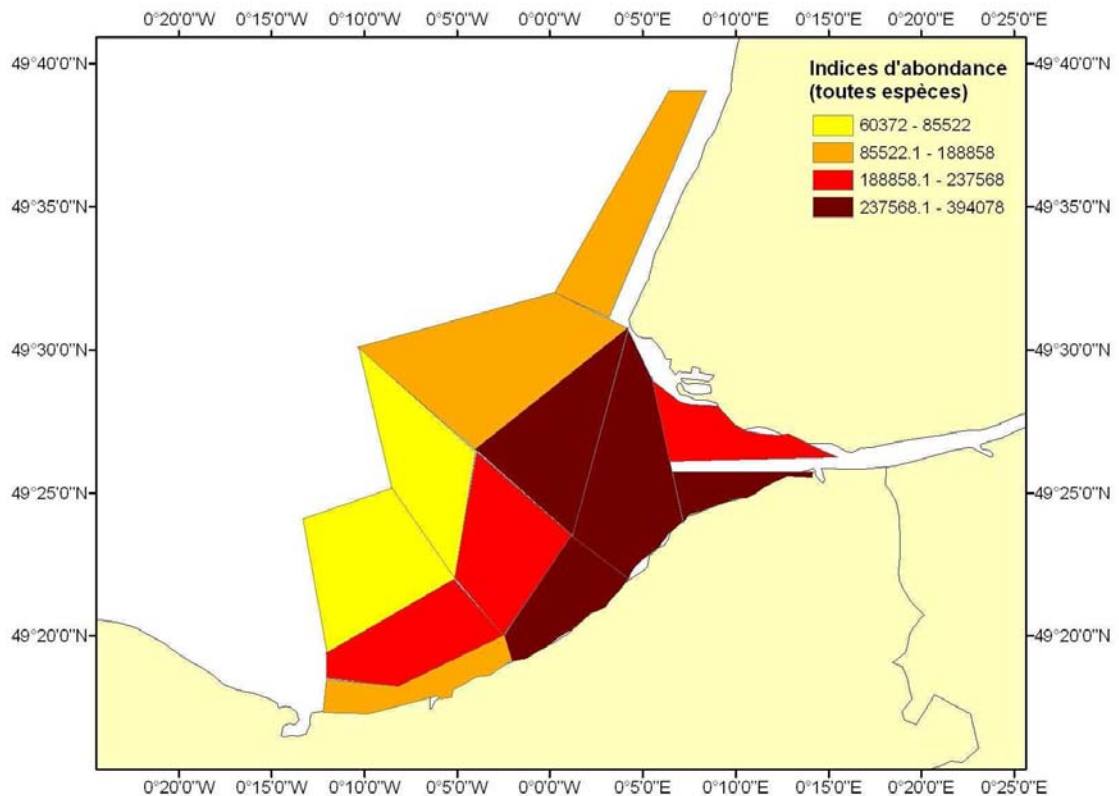 0°20'0"W 0°15'0"W 0°10'0"W 0°5'0"W 0°0'0"E 0°5'0"E 0°10'0"E 0°15'0"E 0°20'0"E 0°25'0"E
49°40'0"N 49°40'0"N
Indices d'abondance
(toutes espèces)
60372 - 85522
85522.1 - 188858
188858.1 - 237568
237568.1 - 394078
49°35'0"N 49°35'0"N
49°30'0"N 49°30'0"N
49°25'0"N 49°25'0"N
49°20'0"N 49°20'0"N
0°20'0"W 0°15'0"W 0°10'0"W 0°5'0"W 0°0'0"E 0°5'0"E 0°10'0"E 0°15'0"E 0°20'0"E 0°25'0"E